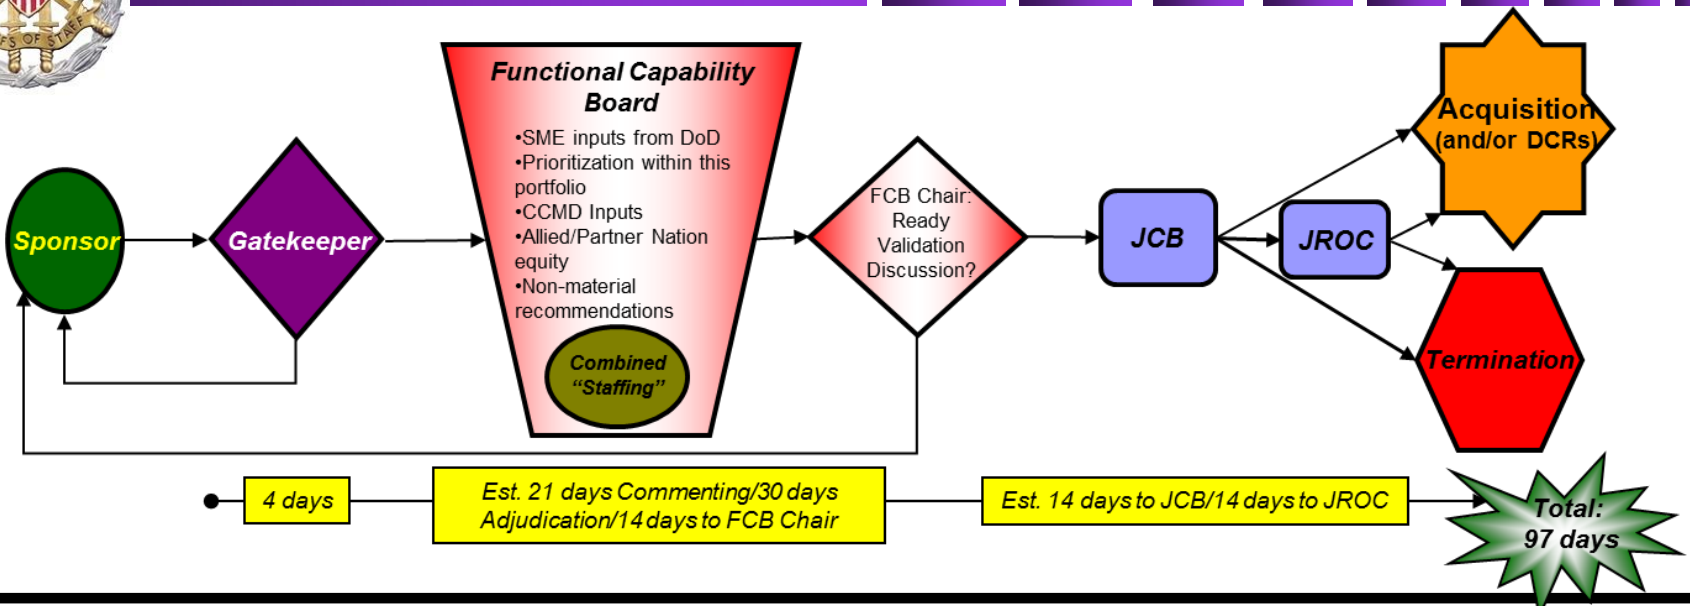 FS OF STAFF
Functional Capability
Board
•SME inputs from DoD
•Prioritization within this
portfolio
•CCMD Inputs
•Allied/Partner Nation
equity
•Non-material
recommendations
Combined
“Staffing”
Sponsor
Gatekeeper
FCB Chair:
Ready
Validation
Discussion?
JCB
JROC
Acquisition
(and/or DCRs)
Termination
4 days
Est. 21 days Commenting/30 days
Adjudication/14 days to FCB Chair
Est. 14 days to JCB/14 days to JROC
Total:
97 days